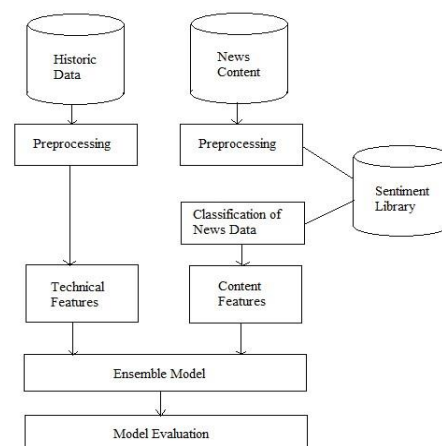 Historic
Data
News
Content
Preprocessing
Preprocessing
Sentiment
Library
Classification of
News Data
Technical
Features
Content
Features
Ensemble Model
Model Evaluation